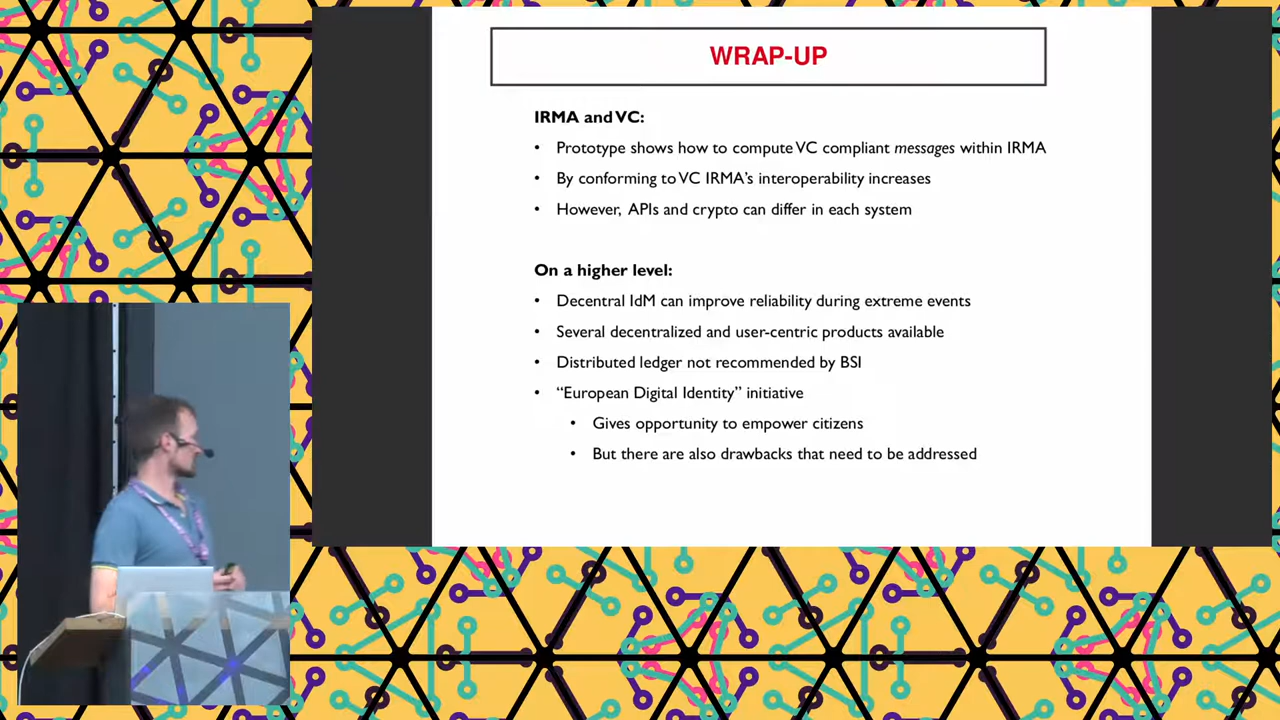 WRAP-UP
IRMA and VC:
• Prototype shows how to compute VC compliant messages within IRMA
• By conforming to VC IRMA's interoperability increases
• However, APIs and crypto can differ in each system
On a higher level:
• Decentral IdM can improve reliability during extreme events
• Several decentralized and user-centric products available
• Distributed ledger not recommended by BSI
• “European Digital Identity” initiative
• Gives opportunity to empower citizens
• But there are also drawbacks that need to be addressed